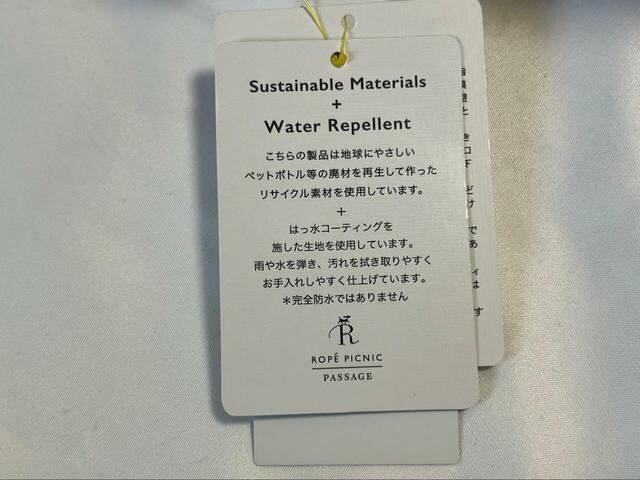 Sustainable Materials
+
Water Repellent
こちらの製品は地球にやさしい
ペットボトル等の廃材を再生して作った
リサイクル素材を使用しています。
+
はっ水コーティングを
施した生地を使用しています。
雨や水を弾き、汚れを拭き取りやすく
お手入れしやすく仕上げています。
＊完全防水ではありません
R
ROPÉ PICNIC
PASSAGE